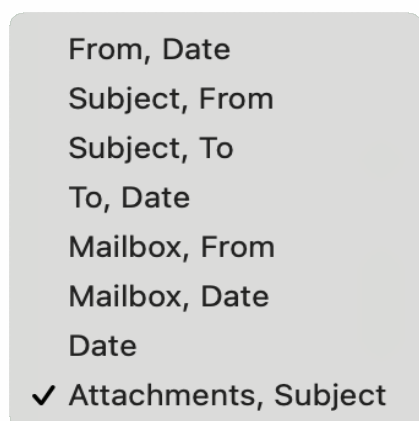 From, Date
Subject, From
Subject, To
To, Date
Mailbox, From
Mailbox, Date
Date
✓ Attachments, Subject